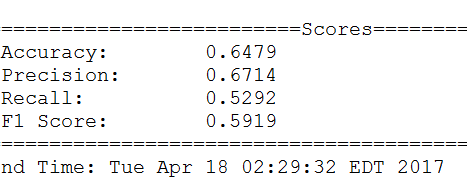 =========================Scores========
Accuracy: 0.6479
Precision: 0.6714
Recall: 0.5292
F1 Score: 0.5919
=======================================
nd Time: Tue Apr 18 02:29:32 EDT 2017